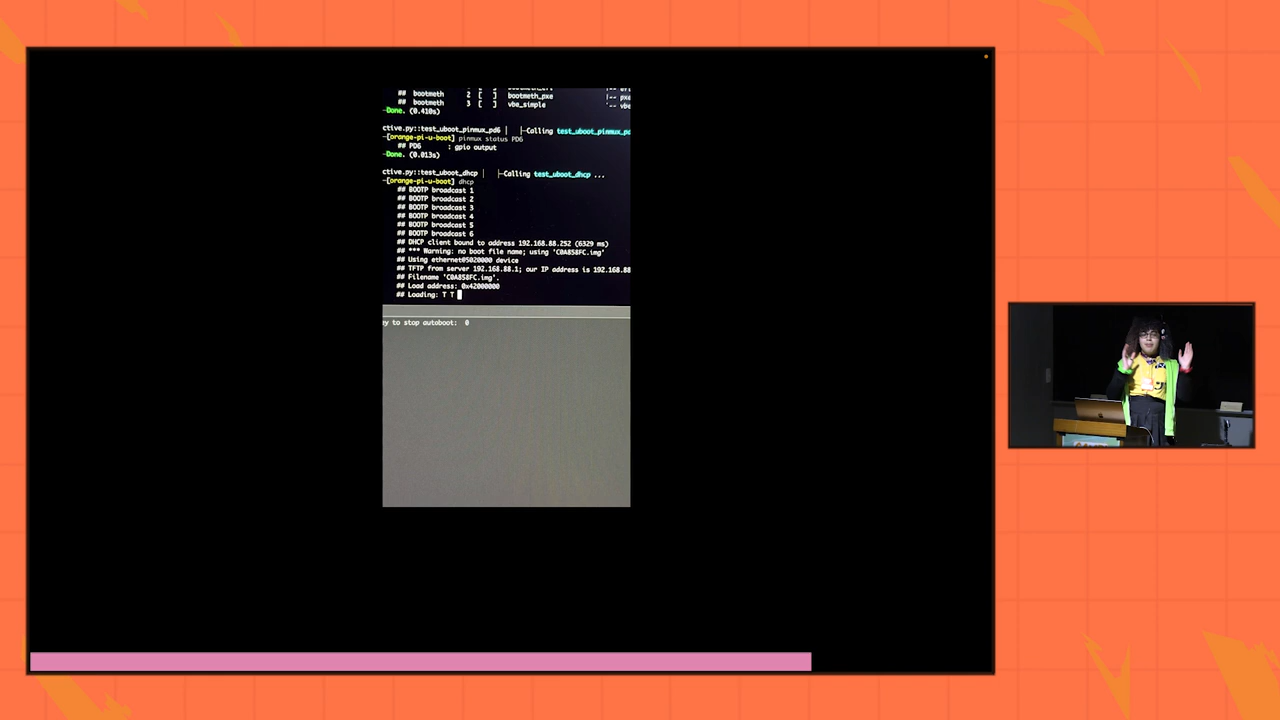 ## bootmeth 2 [ ]
## bootmeth 2 [ ] bootmeth_pxe |-- pxe
## bootmeth 3 [ ] vbe_simple `-- vbe
─Done. (0.410s)
ctive.py::test_uboot_pinmux_pd6 │ ├─Calling test_uboot_pinmux_pd
─[orange-pi-u-boot] pinmux status PD6
## PD6 : gpio output
─Done. (0.013s)
ctive.py::test_uboot_dhcp │ ├─Calling test_uboot_dhcp ...
─[orange-pi-u-boot] dhcp
## BOOTP broadcast 1
## BOOTP broadcast 2
## BOOTP broadcast 3
## BOOTP broadcast 4
## BOOTP broadcast 5
## BOOTP broadcast 6
## DHCP client bound to address 192.168.88.252 (6329 ms)
## *** Warning: no boot file name; using 'C0A858FC.img'
## Using ethernet@5020000 device
## TFTP from server 192.168.88.1; our IP address is 192.168.88
## Filename 'C0A858FC.img'.
## Load address: 0x42000000
## Loading: T T
ey to stop autoboot: 0